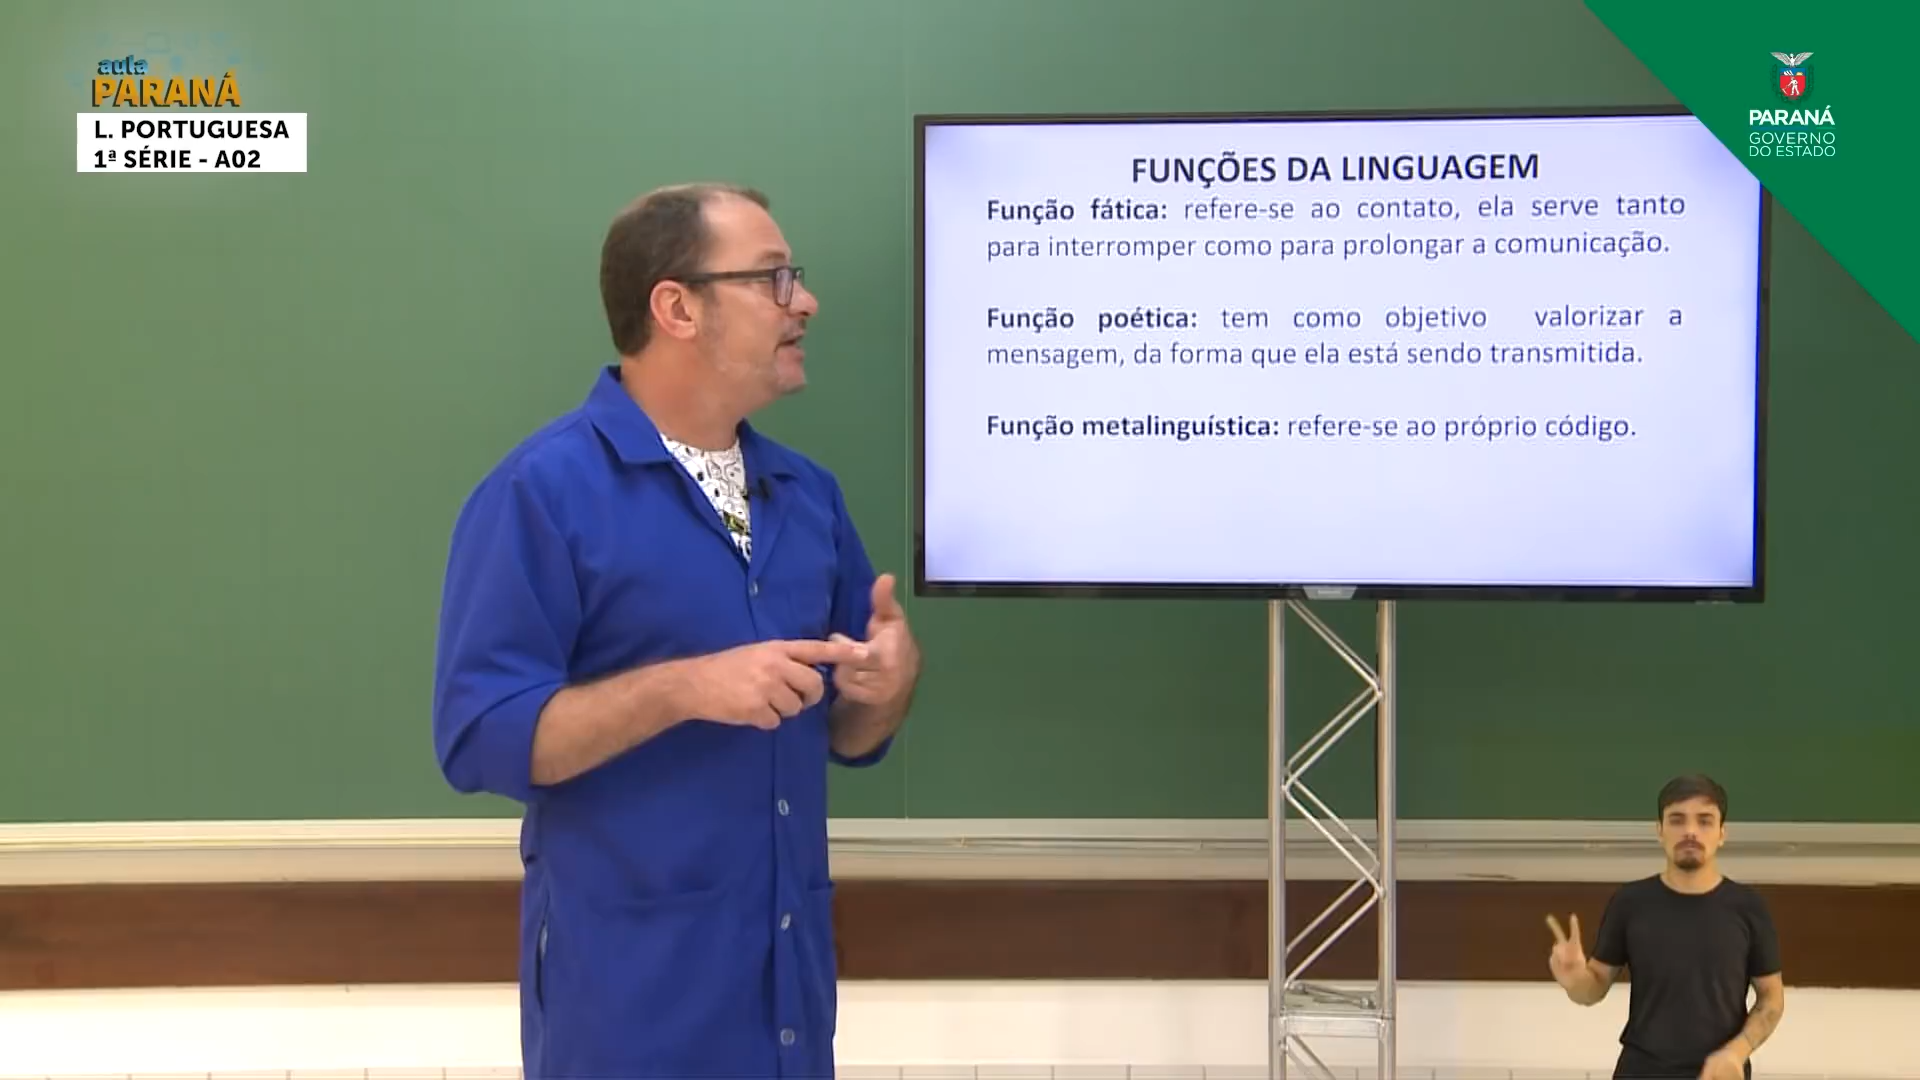 aula
PARANÁ
L. PORTUGUESA
1ª SÉRIE - A02
PARANÁ
GOVERNO
DO ESTADO
FUNÇÕES DA LINGUAGEM
Função fática: refere-se ao contato, ela serve tanto
para interromper como para prolongar a comunicação.
Função poética: tem como objetivo valorizar a
mensagem, da forma que ela está sendo transmitida.
Função metalinguística: refere-se ao próprio código.